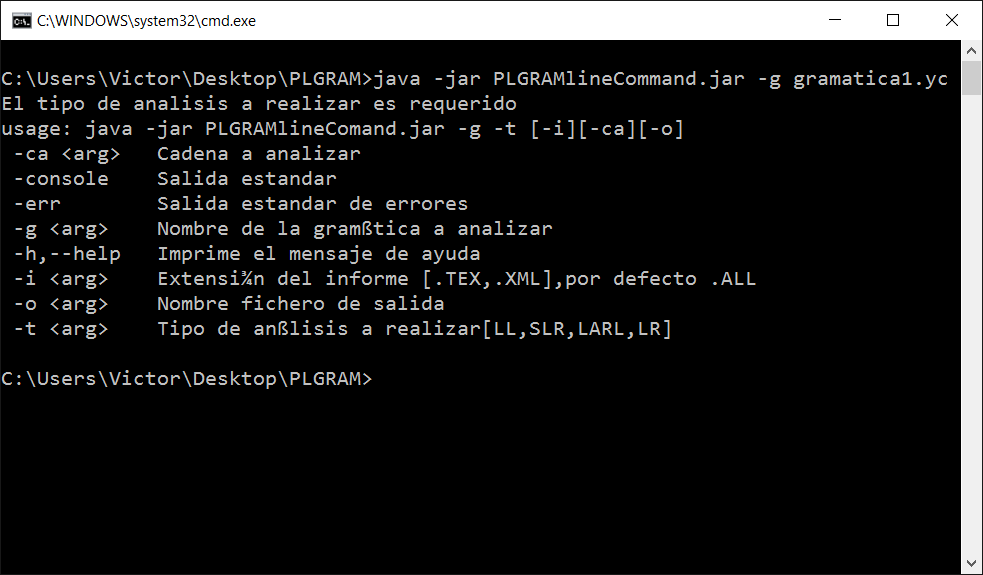 C:\WINDOWS\system32\cmd.exe
C:\Users\Victor\Desktop\PLGRAM>java -jar PLGRAMlineCommand.jar -g gramatica1.yc
El tipo de analisis a realizar es requerido
usage: java -jar PLGRAMlineComand.jar -g -t [-i][-ca][-o]
-ca <arg>   Cadena a analizar
-console    Salida estandar
-err        Salida estandar de errores
-g <arg>    Nombre de la gramßtica a analizar
-h,--help   Imprime el mensaje de ayuda
-i <arg>    Extensi¾n del informe [.TEX,.XML],por defecto .ALL
-o <arg>    Nombre fichero de salida
-t <arg>    Tipo de anßlisis a realizar[LL,SLR,LARL,LR]
C:\Users\Victor\Desktop\PLGRAM>